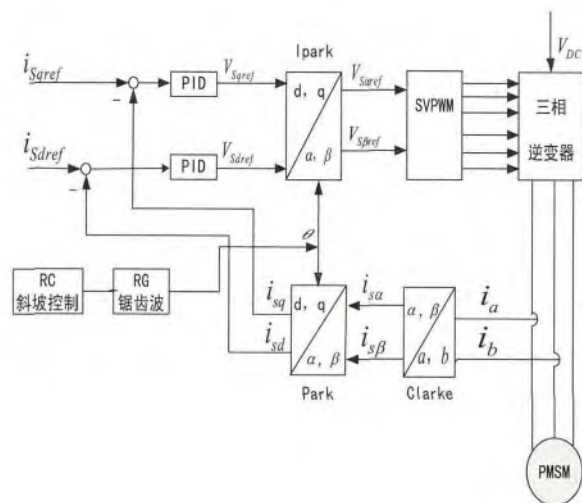 Ipark
V_DC
i_Sqref
PID
V_Sqref
d, q
V_Sαref
SVPWM
三相
逆变器
i_Sdref
PID
V_Sdref
α, β
V_Sβref
−
−
θ
RC
斜坡控制
RG
锯齿波
i_sq
d, q
i_sα
α, β
i_a
i_sd
α, β
i_sβ
a, b
i_b
Park
Clarke
PMSM